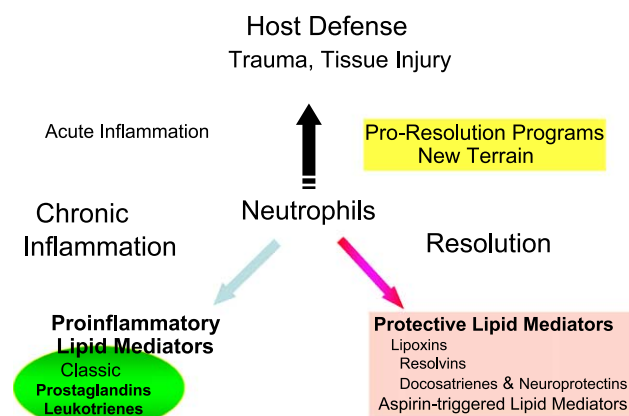 Host Defense
Trauma, Tissue Injury
Acute Inflammation
Pro-Resolution Programs
New Terrain
Neutrophils
Chronic
Inflammation
Resolution
Proinflammatory
Lipid Mediators
Classic
Prostaglandins
Leukotrienes
Protective Lipid Mediators
Lipoxins
Resolvins
Docosatrienes & Neuroprotectins
Aspirin-triggered Lipid Mediators